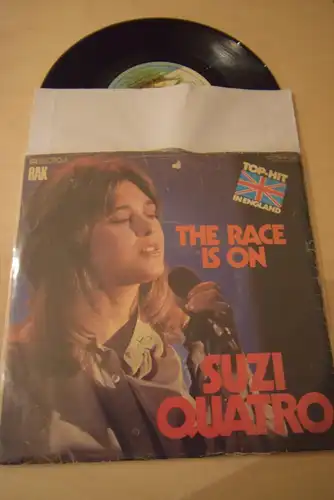 RAK
TOP-HIT
IN ENGLAND
THE RACE
IS ON
SUZI
QUATRO